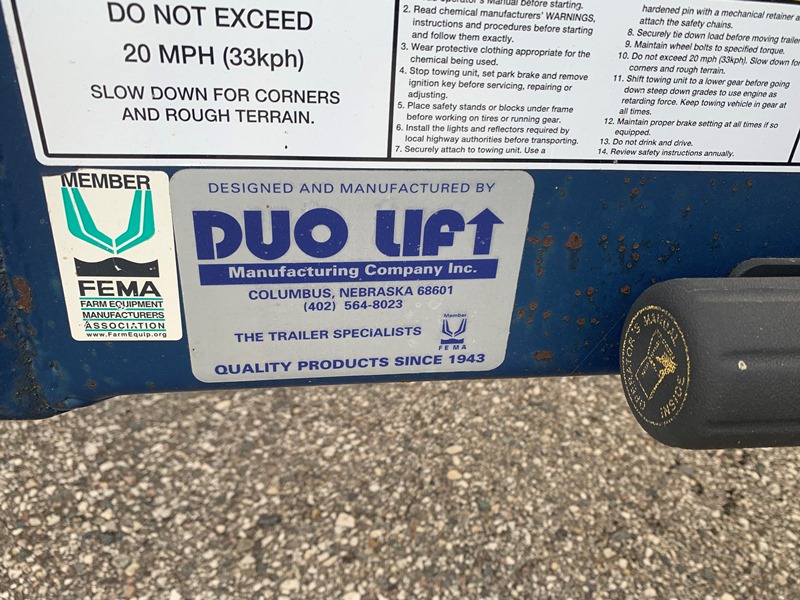 DO NOT EXCEED
20 MPH (33kph)
SLOW DOWN FOR CORNERS
AND ROUGH TERRAIN.
Manual before starting.
2. Read chemical manufacturers' WARNINGS,
instructions and procedures before starting
and follow them exactly.
3. Wear protective clothing appropriate for the
chemical being used.
4. Stop towing unit, set park brake and remove
ignition key before servicing, repairing or
adjusting.
5. Place safety stands or blocks under frame
before working on tires or running gear.
6. Install the lights and reflectors required by
local highway authorities before transporting.
7. Securely attach to towing unit. Use a
hardened pin with a mechanical retainer
attach the safety chains.
8. Securely tie down load before moving
9. Maintain wheel bolts to specified torque.
10. Do not exceed 20 mph (33kph). Slow down
corners and rough terrain.
11. Shift towing unit to a lower gear before going
down steep down grades to use engine as
retarding force. Keep towing vehicle in gear at
all times.
12. Maintain proper brake setting at all times if so
equipped.
13. Do not drink and drive.
14. Review safety instructions annually.
MEMBER
FEMA
FARM EQUIPMENT
MANUFACTURERS
ASSOCIATION
www.FarmEquip.org
DESIGNED AND MANUFACTURED BY
DUO LIFT
Manufacturing Company Inc.
COLUMBUS, NEBRASKA 68601
(402) 564-8023
THE TRAILER SPECIALISTS
Member
FEMA
QUALITY PRODUCTS SINCE 1943
OPERATOR'S MANUAL
INSIDE!